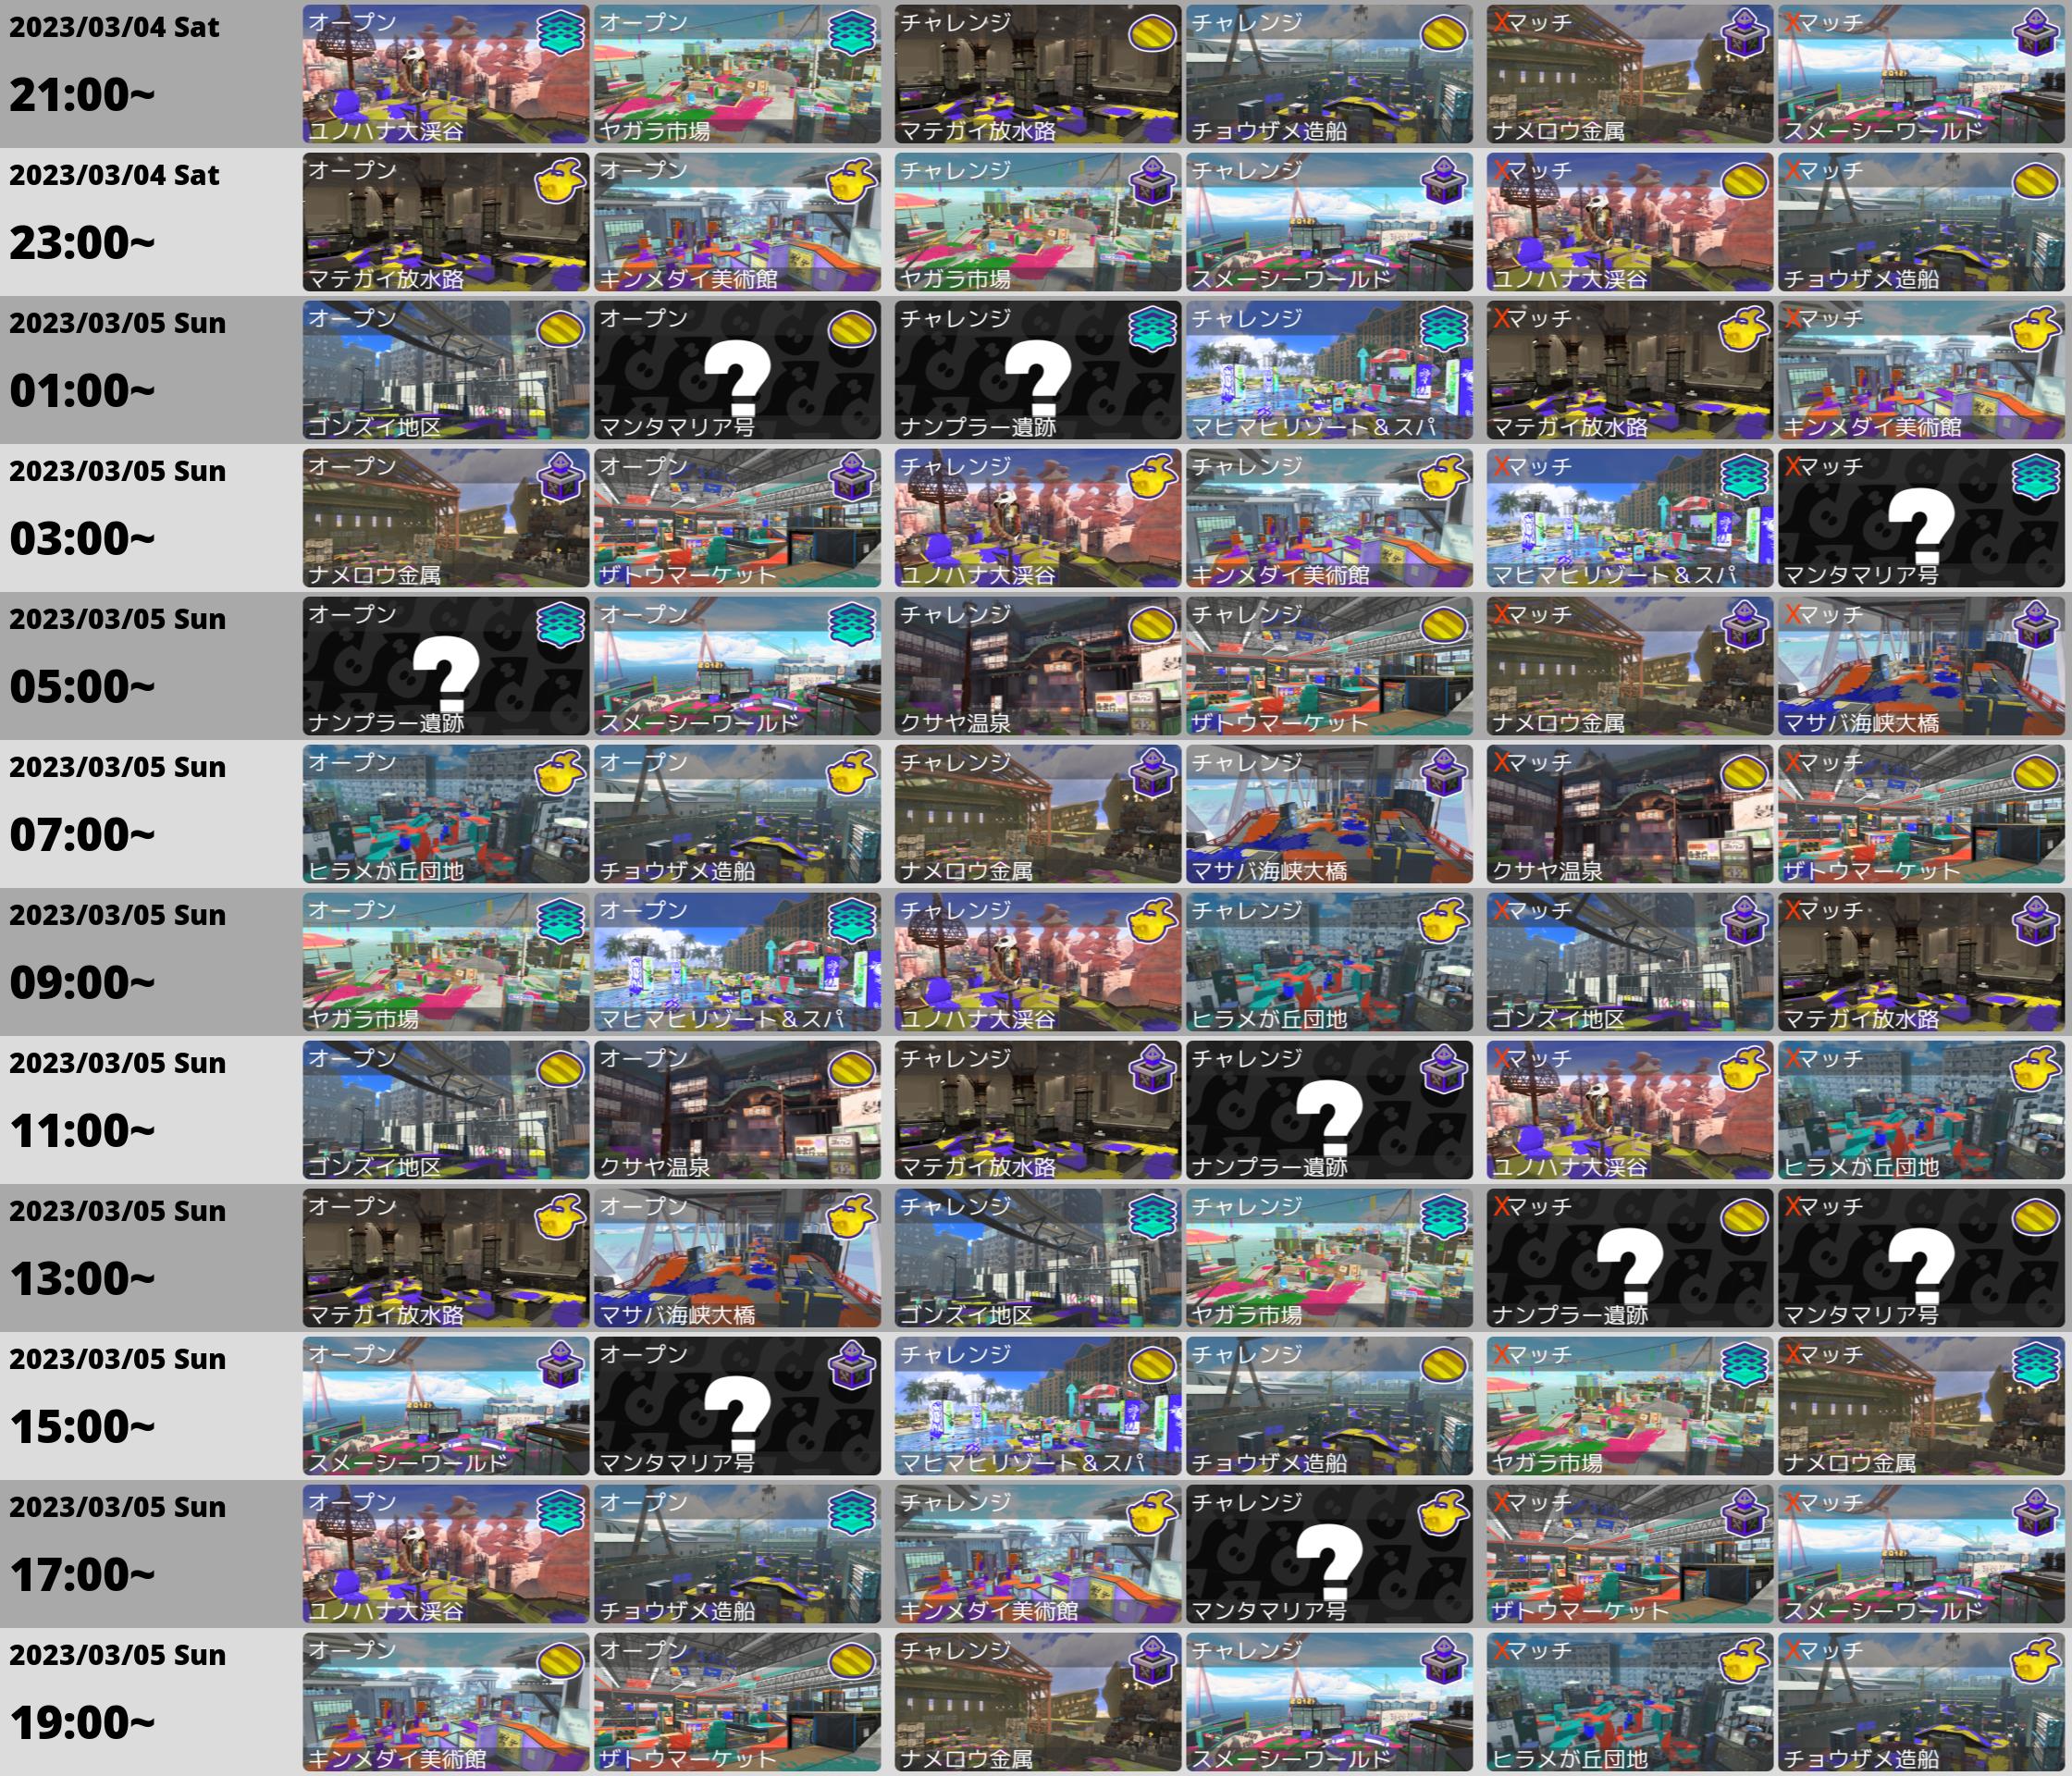 2023/03/04 Sat
21:00~
オープン オープン チャレンジ チャレンジ Xマッチ Xマッチ
ユノハナ大渓谷 ヤガラ市場 マテガイ放水路 チョウザメ造船 ナメロウ金属 スメーシーワールド
2023/03/04 Sat
23:00~
オープン オープン チャレンジ チャレンジ Xマッチ Xマッチ
マテガイ放水路 キンメダイ美術館 ヤガラ市場 スメーシーワールド ユノハナ大渓谷 チョウザメ造船
2023/03/05 Sun
01:00~
オープン オープン チャレンジ チャレンジ Xマッチ Xマッチ
?
?
ゴンズイ地区 マンタマリア号 ナンプラー遺跡 マヒマヒリゾート&スパ マテガイ放水路 キンメダイ美術館
2023/03/05 Sun
03:00~
オープン オープン チャレンジ チャレンジ Xマッチ Xマッチ
?
ナメロウ金属 ザトウマーケット ユノハナ大渓谷 キンメダイ美術館 マヒマヒリゾート&スパ マンタマリア号
2023/03/05 Sun
05:00~
オープン オープン チャレンジ チャレンジ Xマッチ Xマッチ
?
ナンプラー遺跡 スメーシーワールド クサヤ温泉 ザトウマーケット ナメロウ金属 マサバ海峡大橋
2023/03/05 Sun
07:00~
オープン オープン チャレンジ チャレンジ Xマッチ Xマッチ
ヒラメが丘団地 チョウザメ造船 ナメロウ金属 マサバ海峡大橋 クサヤ温泉 ザトウマーケット
2023/03/05 Sun
09:00~
オープン オープン チャレンジ チャレンジ Xマッチ Xマッチ
ヤガラ市場 マヒマヒリゾート&スパ ユノハナ大渓谷 ヒラメが丘団地 ゴンズイ地区 マテガイ放水路
2023/03/05 Sun
11:00~
オープン オープン チャレンジ チャレンジ Xマッチ Xマッチ
?
ゴンズイ地区 クサヤ温泉 マテガイ放水路 ナンプラー遺跡 ユノハナ大渓谷 ヒラメが丘団地
2023/03/05 Sun
13:00~
オープン オープン チャレンジ チャレンジ Xマッチ Xマッチ
?
?
マテガイ放水路 マサバ海峡大橋 ゴンズイ地区 ヤガラ市場 ナンプラー遺跡 マンタマリア号
2023/03/05 Sun
15:00~
オープン オープン チャレンジ チャレンジ Xマッチ Xマッチ
?
スメーシーワールド マンタマリア号 マヒマヒリゾート&スパ チョウザメ造船 ヤガラ市場 ナメロウ金属
2023/03/05 Sun
17:00~
オープン オープン チャレンジ チャレンジ Xマッチ Xマッチ
?
ユノハナ大渓谷 チョウザメ造船 キンメダイ美術館 マンタマリア号 ザトウマーケット スメーシーワールド
2023/03/05 Sun
19:00~
オープン オープン チャレンジ チャレンジ Xマッチ Xマッチ
キンメダイ美術館 ザトウマーケット ナメロウ金属 スメーシーワールド ヒラメが丘団地 チョウザメ造船